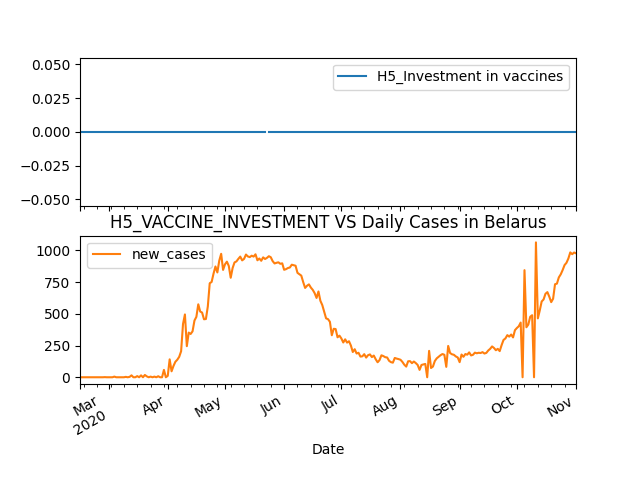 0.050
0.025
0.000
−0.025
−0.050
H5_Investment in vaccines
H5_VACCINE_INVESTMENT VS Daily Cases in Belarus
1000
750
500
250
0
new_cases
Mar
2020
Apr
May
Jun
Jul
Aug
Sep
Oct
Nov
Date